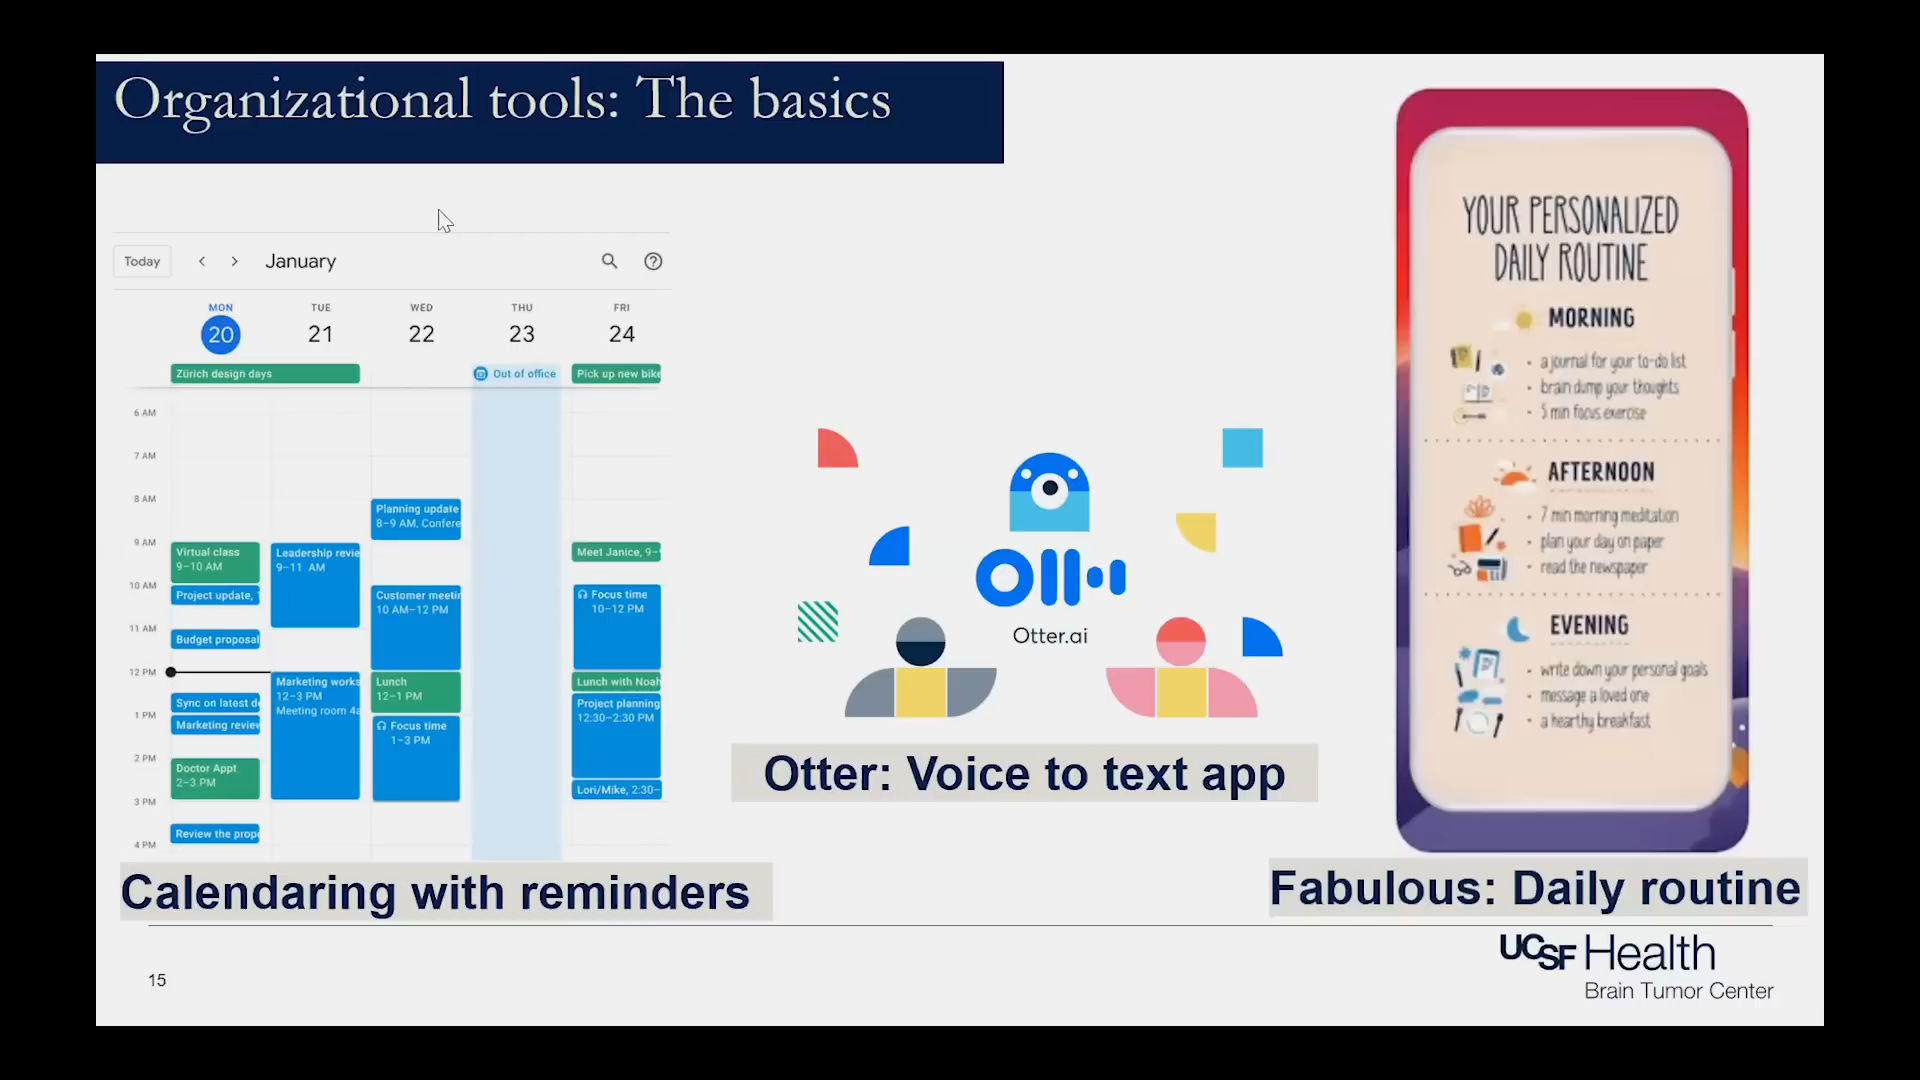 Organizational tools: The basics
Today
January
MON
TUE
WED
THU
FRI
20
21
22
23
24
Zürich design days
Out of office
Pick up new bike
6 AM
7 AM
8 AM
9 AM
10 AM
11 AM
12 PM
1 PM
2 PM
3 PM
4 PM
Virtual class
9–10 AM
Project update,
Budget proposal
Sync on latest d
Marketing review
Doctor Appt
2–3 PM
Review the prop
Leadership revie
9–11 AM
Marketing works
12–3 PM
Meeting room 4a
Planning update
8–9 AM, Confere
Customer meetin
10 AM–12 PM
Lunch
12–1 PM
Focus time
1–3 PM
Meet Janice, 9–
Focus time
10–12 PM
Lunch with Noah
Project planning
12:30–2:30 PM
Lori/Mike, 2:30–
Calendaring with reminders
Otter.ai
Otter: Voice to text app
YOUR PERSONALIZED
DAILY ROUTINE
MORNING
• a journal for your to-do list
• brain dump your thoughts
• 5 min focus exercise
AFTERNOON
• 7 min morning meditation
• plan your day on paper
• read the newspaper
EVENING
• write down your personal goals
• message a loved one
• a hearthy breakfast
Fabulous: Daily routine
15
UCSF Health
Brain Tumor Center